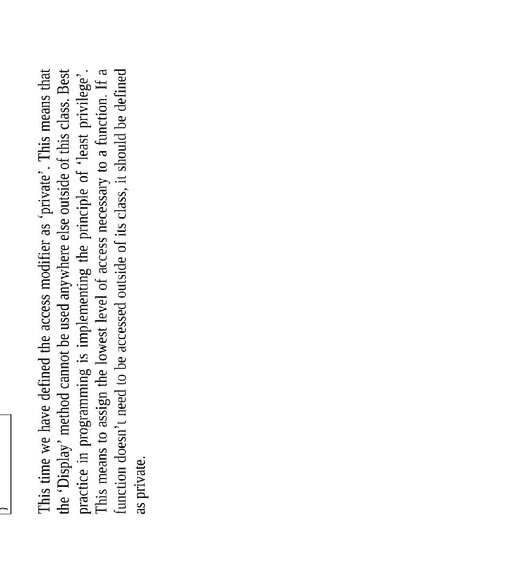 }
This time we have defined the access modifier as ‘private’. This means that
the ‘Display’ method cannot be used anywhere else outside of this class. Best
practice in programming is implementing the principle of ‘least privilege’.
This means to assign the lowest level of access necessary to a function. If a
function doesn’t need to be accessed outside of its class, it should be defined
as private.